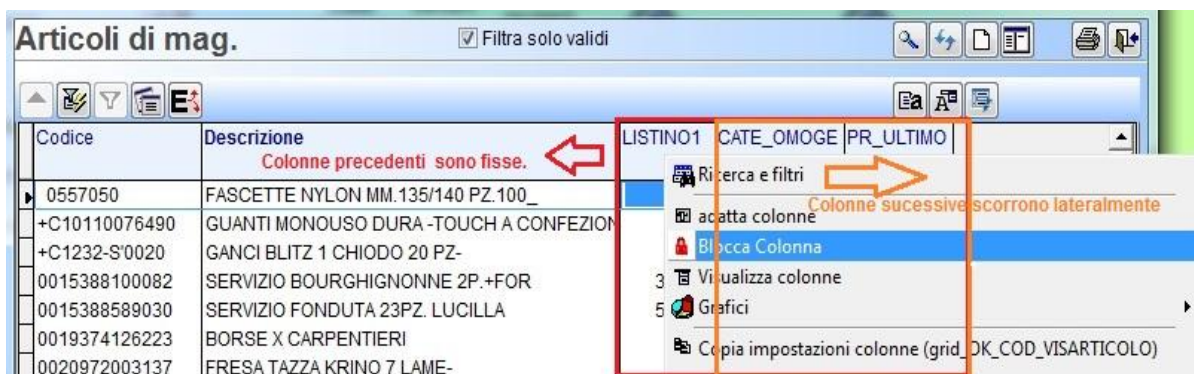 Articoli di mag. Filtra solo validi
Codice Descrizione LISTINO1 CATE_OMOGE PR_ULTIMO
Colonne precedenti sono fisse.
0557050 FASCETTE NYLON MM.135/140 PZ.100_ Ricerca e filtri
Colonne sucessive scorrono lateralmente
+C10110076490 GUANTI MONOUSO DURA -TOUCH A CONFEZION adatta colonne
+C1232-S'0020 GANCI BLITZ 1 CHIODO 20 PZ- Blocca Colonna
0015388100082 SERVIZIO BOURGHIGNONNE 2P.+FOR 3 Visualizza colonne
0015388589030 SERVIZIO FONDUTA 23PZ. LUCILLA 5 Grafici
0019374126223 BORSE X CARPENTIERI
Copia impostazioni colonne (grid_OK_COD_VISARTICOLO)
0020972003137 FRESA TAZZA KRINO 7 LAME-